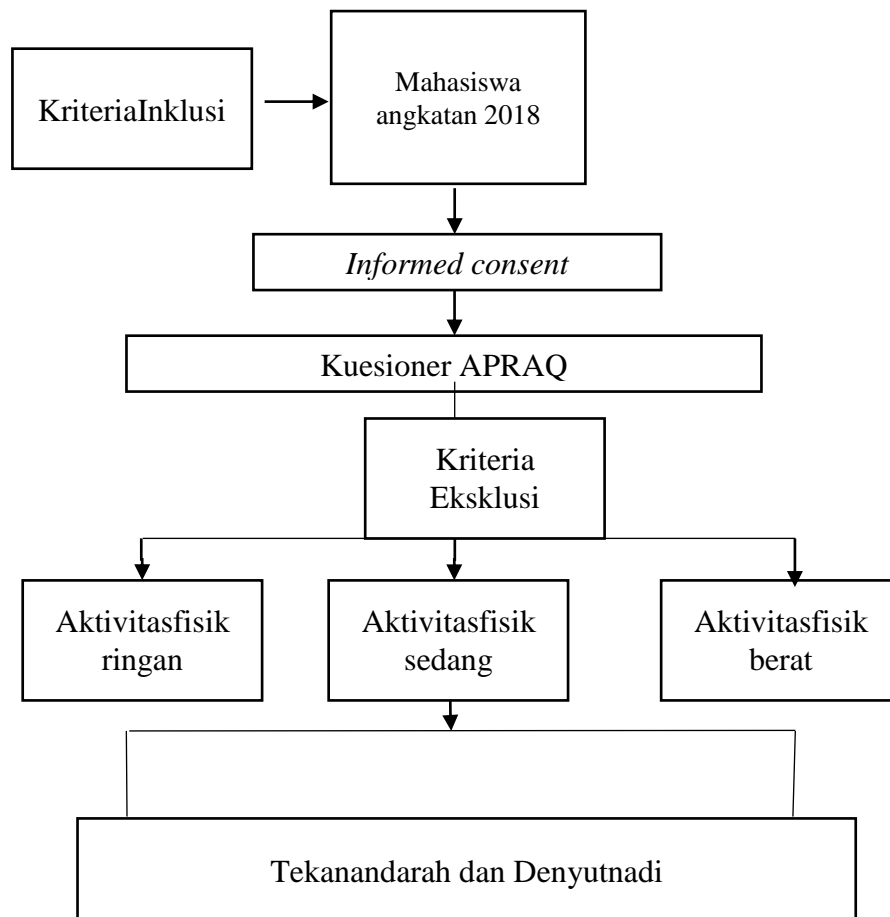 KriteriaInklusi
Mahasiswa
angkatan 2018
Informed consent
Kuesioner APRAQ
Kriteria
Eksklusi
Aktivitasfisik
ringan
Aktivitasfisik
sedang
Aktivitasfisik
berat
Tekanandarah dan Denyutnadi